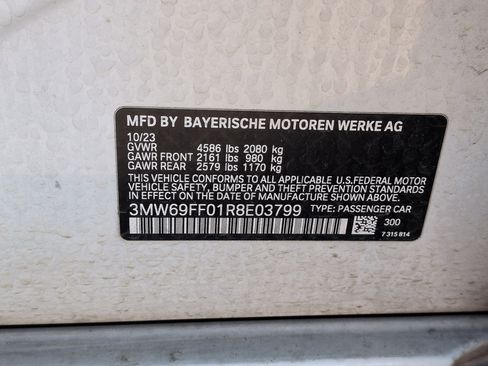 MFD BY BAYERISCHE MOTOREN WERKE AG
10/23
GVWR 4586 lbs 2080 kg
GAWR FRONT 2161 lbs 980 kg
GAWR REAR 2579 lbs 1170 kg
THIS VEHICLE CONFORMS TO ALL APPLICABLE U.S.FEDERAL MOTOR
VEHICLE SAFETY, BUMPER AND THEFT PREVENTION STANDARDS
IN EFFECT ON THE DATE OF MANUFACTURE SHOWN ABOVE.
3MW69FF01R8E03799 TYPE: PASSENGER CAR
300
7 315 814